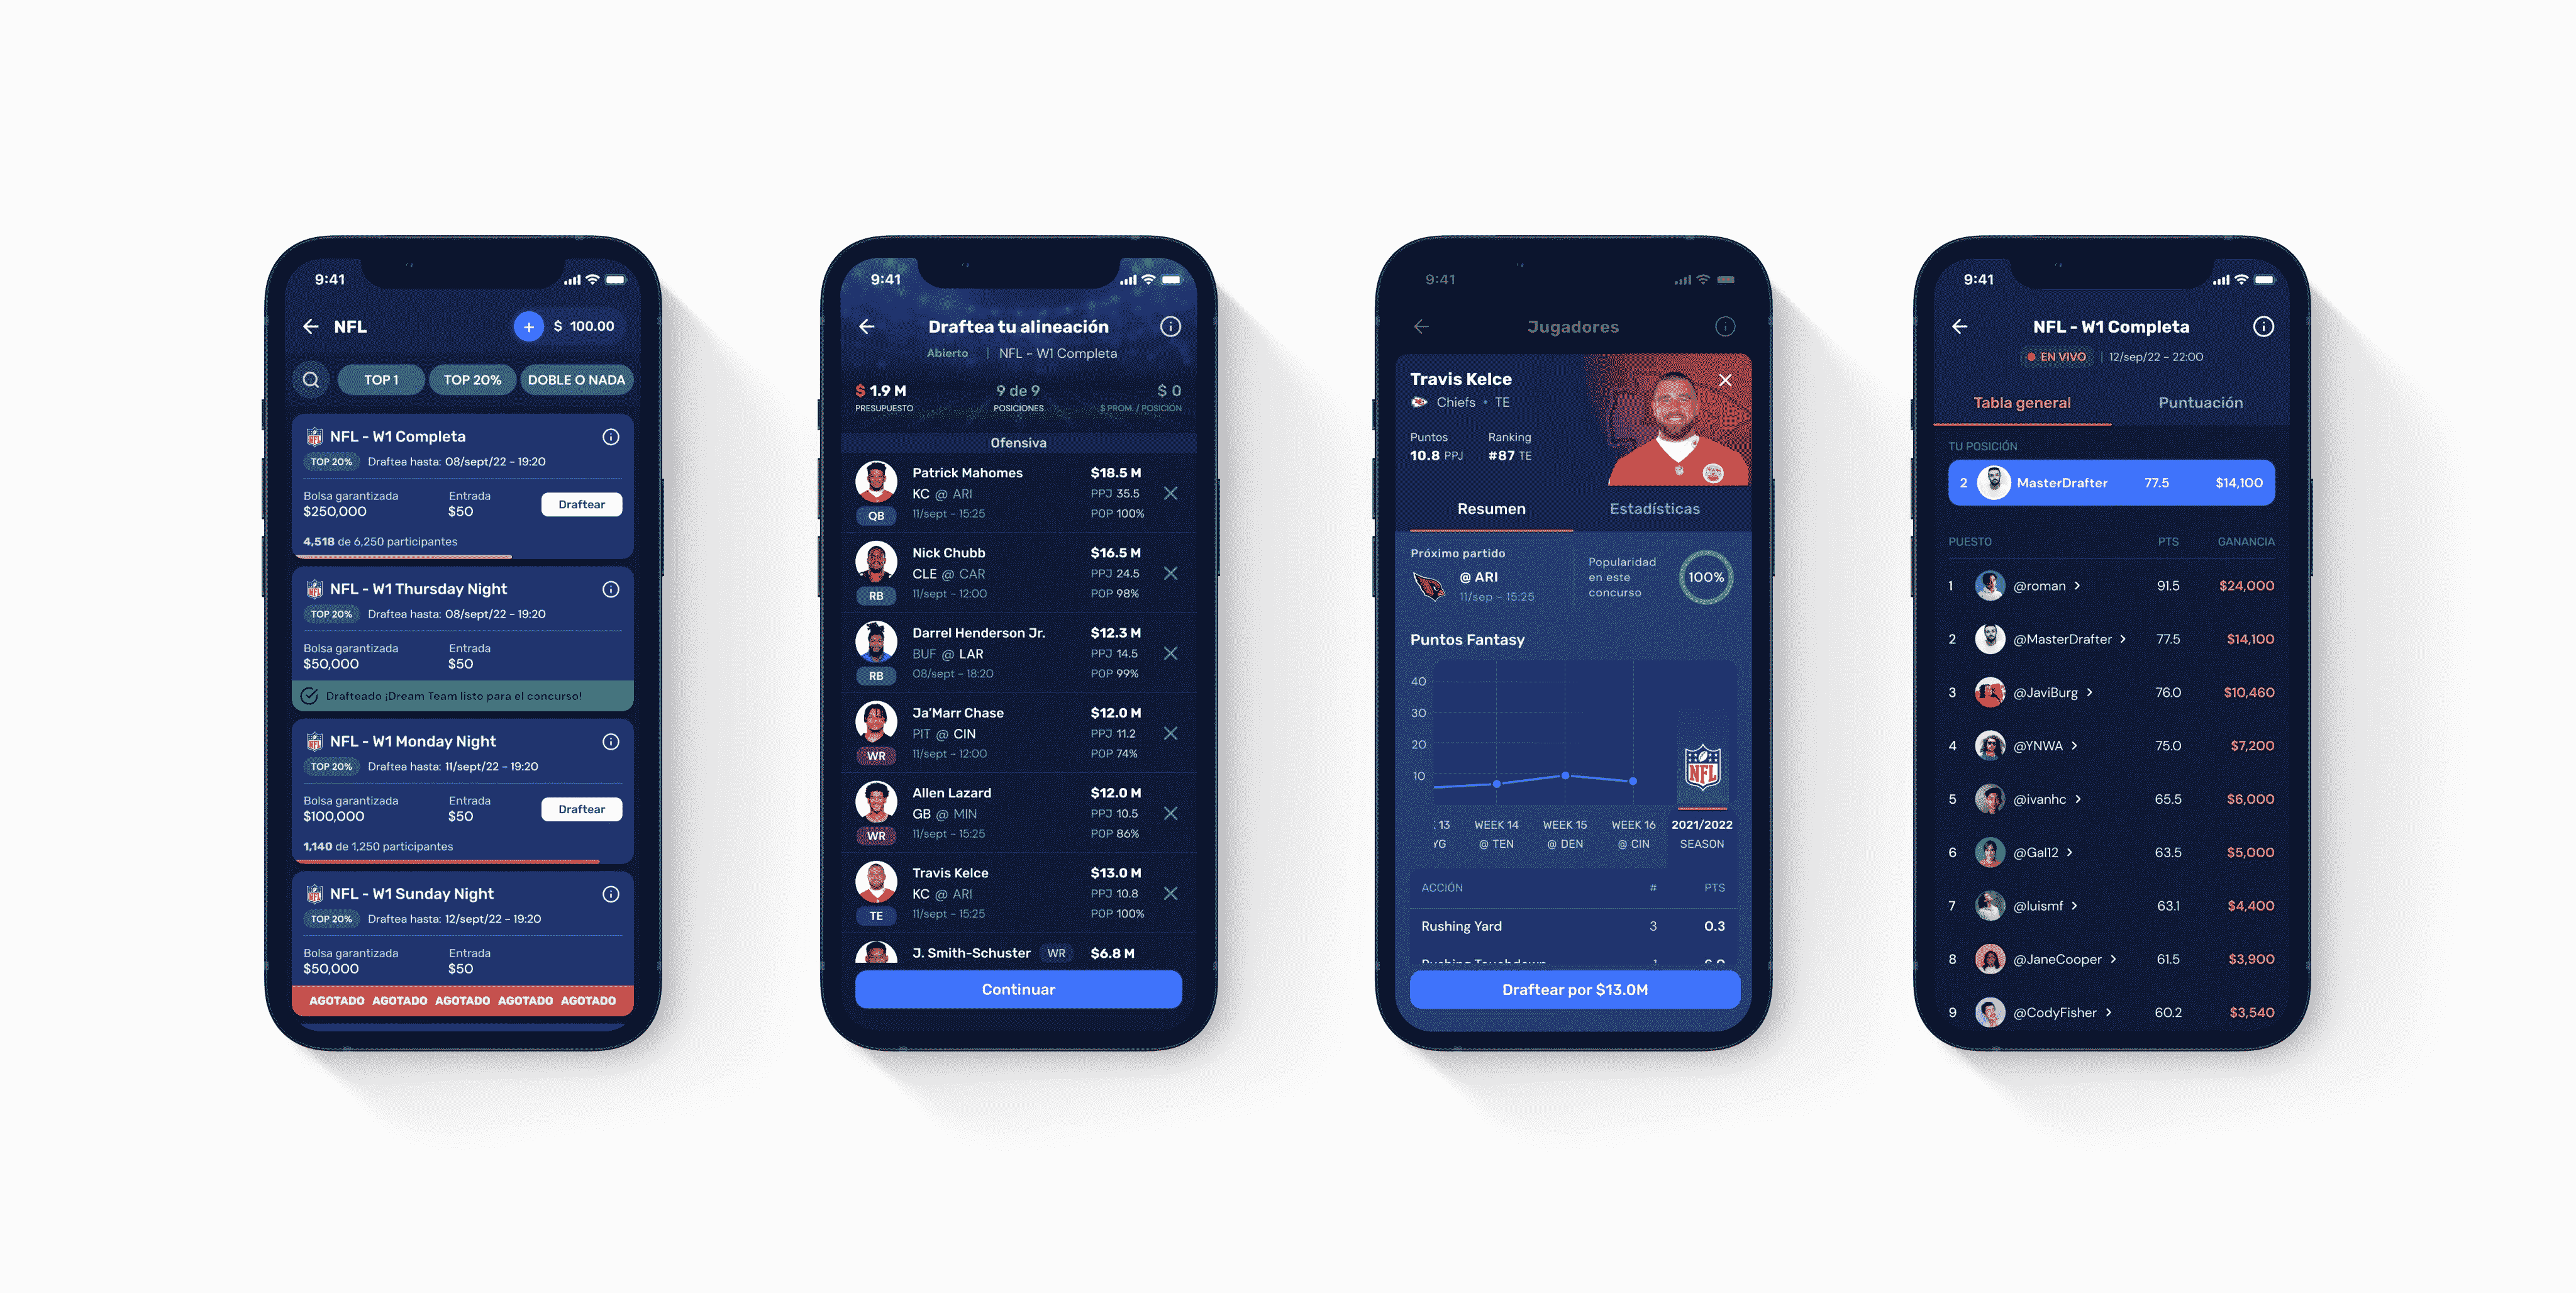 9:41
NFL
+ $ 100.00
TOP 1 TOP 20% DOBLE O NADA
NFL - W1 Completa
TOP 20% Draftea hasta: 08/sept/22 - 19:20
Bolsa garantizada Entrada
$250,000 $50 Draftear
4,518 de 6,250 participantes
NFL - W1 Thursday Night
TOP 20% Draftea hasta: 08/sept/22 - 19:20
Bolsa garantizada Entrada
$50,000 $50
Drafteado ¡Dream Team listo para el concurso!
NFL - W1 Monday Night
TOP 20% Draftea hasta: 11/sept/22 - 19:20
Bolsa garantizada Entrada
$100,000 $50 Draftear
1,140 de 1,250 participantes
NFL - W1 Sunday Night
TOP 20% Draftea hasta: 12/sept/22 - 19:20
Bolsa garantizada Entrada
$50,000 $50
AGOTADO AGOTADO AGOTADO AGOTADO AGOTADO
9:41
Draftea tu alineación
Abierto | NFL - W1 Completa
$ 1.9 M 9 de 9 $ 0
PRESUPUESTO POSICIONES $ PROM. / POSICIÓN
Ofensiva
Patrick Mahomes $18.5 M
KC @ ARI PPJ 35.5
QB 11/sept - 15:25 POP 100%
Nick Chubb $16.5 M
CLE @ CAR PPJ 24.5
RB 11/sept - 12:00 POP 98%
Darrel Henderson Jr. $12.3 M
BUF @ LAR PPJ 14.5
RB 08/sept - 18:20 POP 99%
Ja'Marr Chase $12.0 M
PIT @ CIN PPJ 11.2
WR 11/sept - 12:00 POP 74%
Allen Lazard $12.0 M
GB @ MIN PPJ 10.5
WR 11/sept - 15:25 POP 86%
Travis Kelce $13.0 M
KC @ ARI PPJ 10.8
TE 11/sept - 15:25 POP 100%
J. Smith-Schuster WR $6.8 M
Continuar
9:41
Jugadores
Travis Kelce
Chiefs • TE
Puntos Ranking
10.8 PPJ #87 TE
Resumen Estadísticas
Próximo partido
@ ARI
11/sep - 15:25
Popularidad
en este
concurso
100%
Puntos Fantasy
40
30
20
10
NFL
13 WEEK 14 WEEK 15 WEEK 16 2021/2022
YG @ TEN @ DEN @ CIN SEASON
ACCIÓN # PTS
Rushing Yard 3 0.3
Rushing Touchdown 1 6.0
Draftear por $13.0M
9:41
NFL - W1 Completa
EN VIVO | 12/sep/22 - 22:00
Tabla general Puntuación
TU POSICIÓN
2 MasterDrafter 77.5 $14,100
PUESTO PTS GANANCIA
1 @roman 91.5 $24,000
2 @MasterDrafter 77.5 $14,100
3 @JaviBurg 76.0 $10,460
4 @YNWA 75.0 $7,200
5 @ivanhc 65.5 $6,000
6 @Gal12 63.5 $5,000
7 @luismf 63.1 $4,400
8 @JaneCooper 61.5 $3,900
9 @CodyFisher 60.2 $3,540